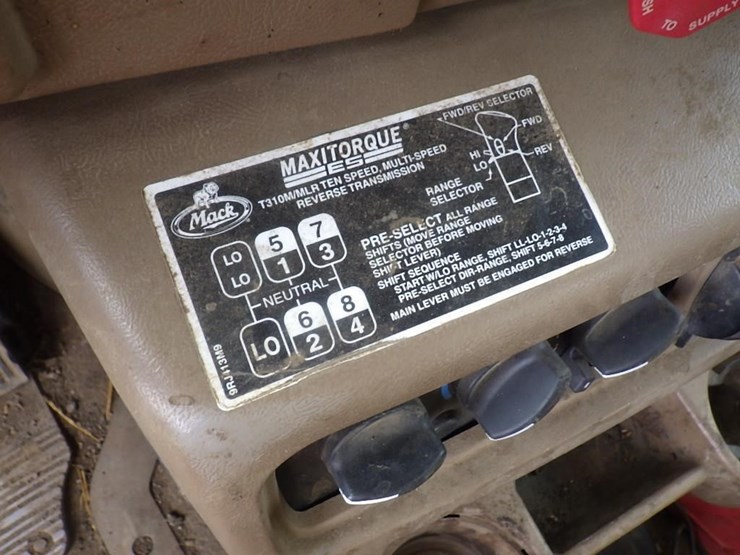 HSH
TO SUPPLY
MAXITORQUE
ES
T310M/MLR TEN SPEED, MULTI-SPEED
REVERSE TRANSMISSION
Mack
FWD/REV SELECTOR
FWD
REV
HI
LO
RANGE
SELECTOR
LO 5 7
LO 1 3
NEUTRAL
LO 6 8
2 4
PRE-SELECT ALL RANGE
SHIFTS (MOVE RANGE
SELECTOR BEFORE MOVING
SHIFT LEVER)
SHIFT SEQUENCE
START W/LO RANGE, SHIFT LL-LO-1-2-3-4
PRE-SELECT DIR-RANGE, SHIFT 5-6-7-8
MAIN LEVER MUST BE ENGAGED FOR REVERSE
9RJ413M9